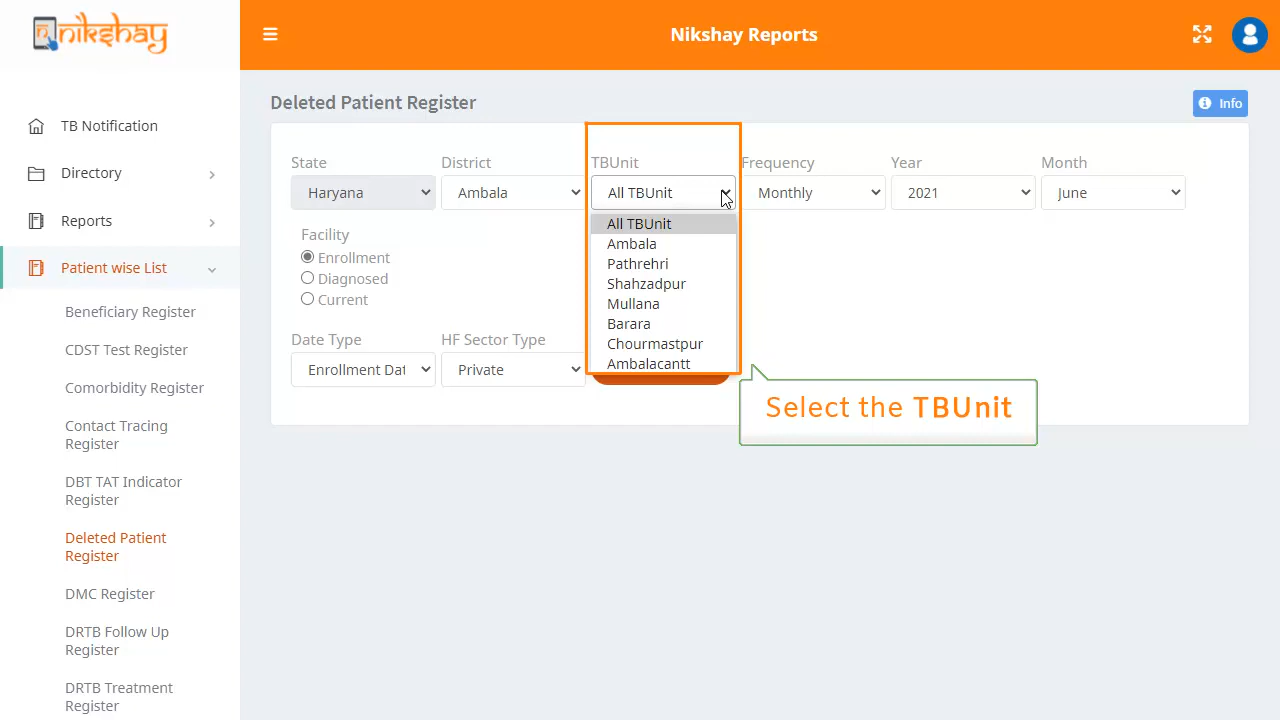 निkshay
Nikshay Reports
TB Notification
Directory
Reports
Patient wise List
Beneficiary Register
CDST Test Register
Comorbidity Register
Contact Tracing
Register
DBT TAT Indicator
Register
Deleted Patient
Register
DMC Register
DRTB Follow Up
Register
DRTB Treatment
Register
Deleted Patient Register
Info
State
District
TBUnit
Frequency
Year
Month
Haryana
Ambala
All TBUnit
Monthly
2021
June
All TBUnit
Ambala
Pathrehri
Shahzadpur
Mullana
Barara
Chourmastpur
Ambalacantt
Facility
Enrollment
Diagnosed
Current
Date Type
HF Sector Type
Enrollment Dat
Private
Select the TBUnit